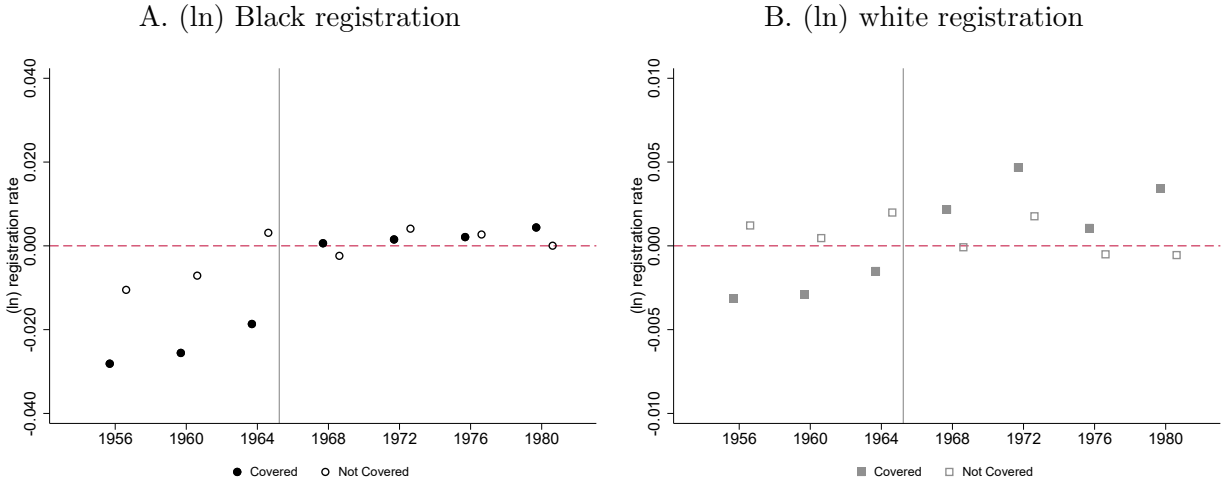 A. (ln) Black registration
(ln) registration rate
0.040
0.020
0.000
-0.020
-0.040
1956 1960 1964 1968 1972 1976 1980
Covered Not Covered
B. (ln) white registration
(ln) registration rate
0.010
0.005
0.000
-0.005
-0.010
1956 1960 1964 1968 1972 1976 1980
Covered Not Covered